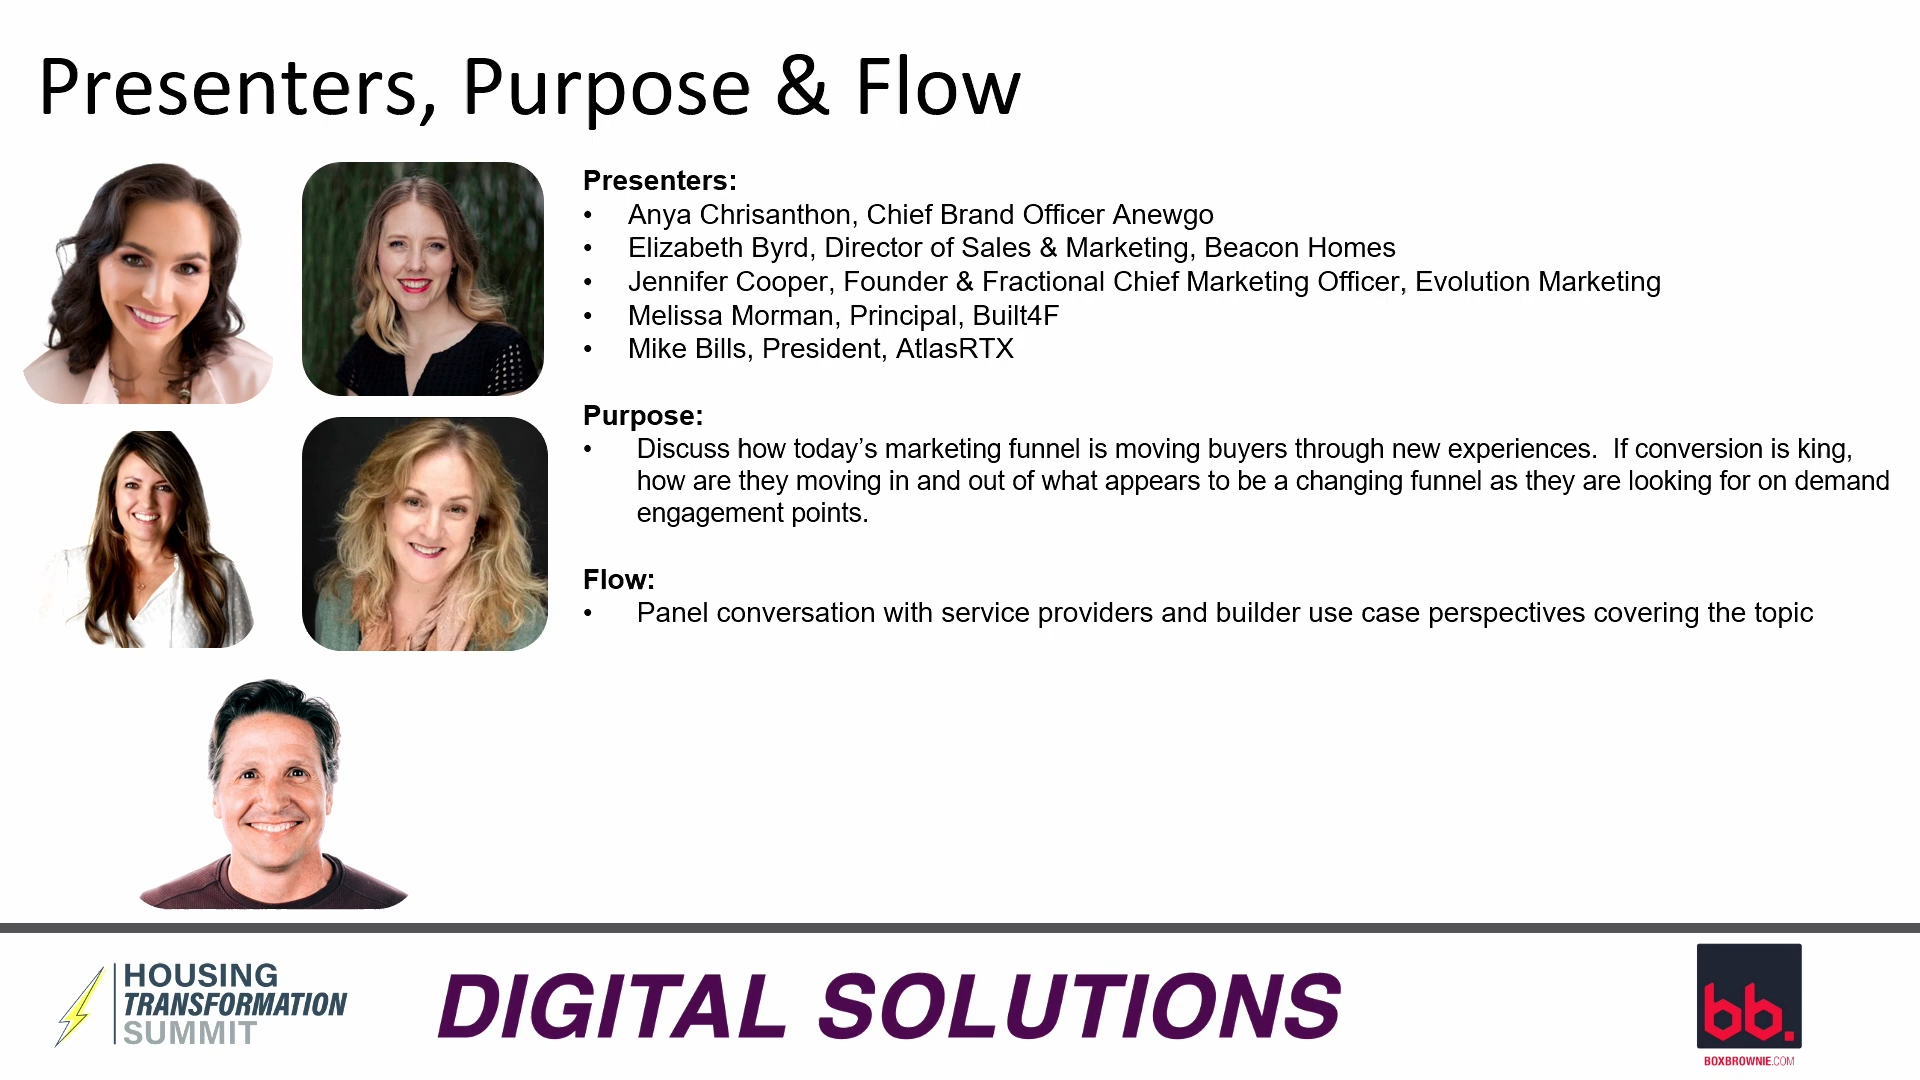 Presenters, Purpose & Flow
Presenters:
• Anya Chrisanthon, Chief Brand Officer Anewgo
• Elizabeth Byrd, Director of Sales & Marketing, Beacon Homes
• Jennifer Cooper, Founder & Fractional Chief Marketing Officer, Evolution Marketing
• Melissa Morman, Principal, Built4F
• Mike Bills, President, AtlasRTX
Purpose:
• Discuss how today’s marketing funnel is moving buyers through new experiences.  If conversion is king,
how are they moving in and out of what appears to be a changing funnel as they are looking for on demand
engagement points.
Flow:
• Panel conversation with service providers and builder use case perspectives covering the topic
HOUSING
TRANSFORMATION
SUMMIT
DIGITAL SOLUTIONS
bb.
BOXBROWNIE.COM